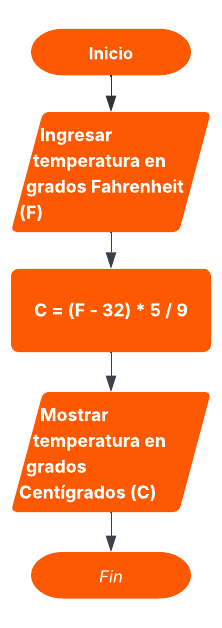 Inicio
Ingresar
temperatura en
grados Fahrenheit
(F)
C = (F - 32) * 5 / 9
Mostrar
temperatura en
grados
Centígrados (C)
Fin